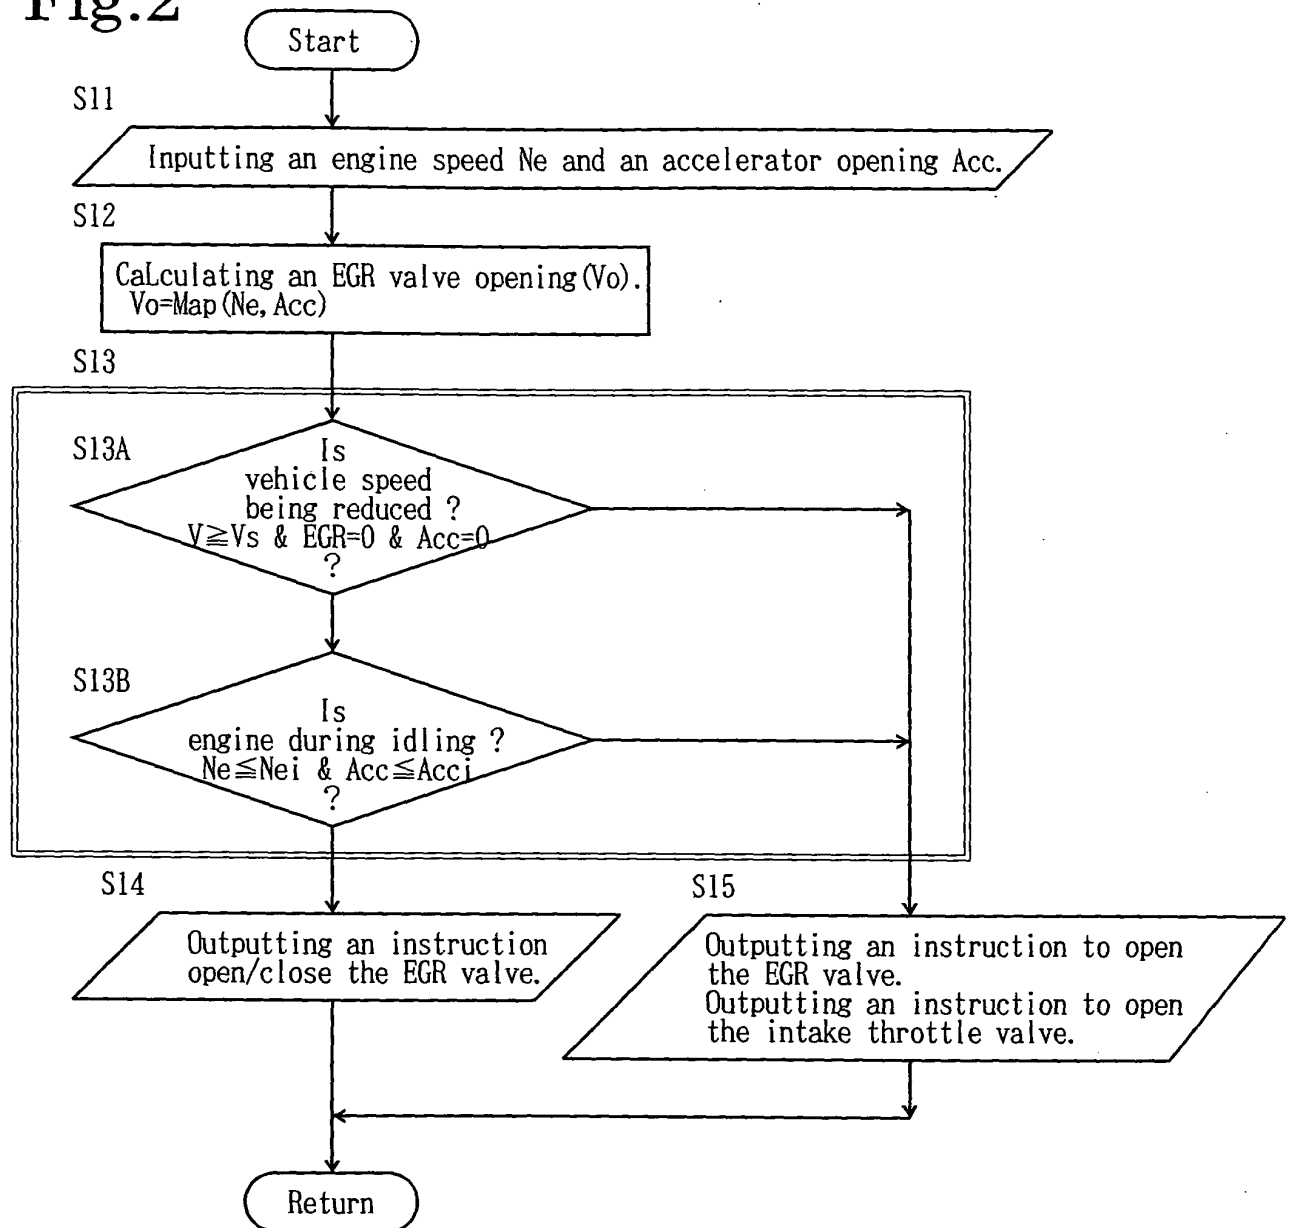 Fig.2
Start
S11
Inputting an engine speed Ne and an accelerator opening Acc.
S12
CaLculating an EGR valve opening(Vo).
Vo=Map(Ne,Acc)
S13
S13A
Is
vehicle speed
being reduced ?
V≧Vs & EGR=0 & Acc=0
?
S13B
Is
engine during idling ?
Ne≦Nei & Acc≦Acci
?
S14
Outputting an instruction
open/close the EGR valve.
S15
Outputting an instruction to open
the EGR valve.
Outputting an instruction to open
the intake throttle valve.
Return